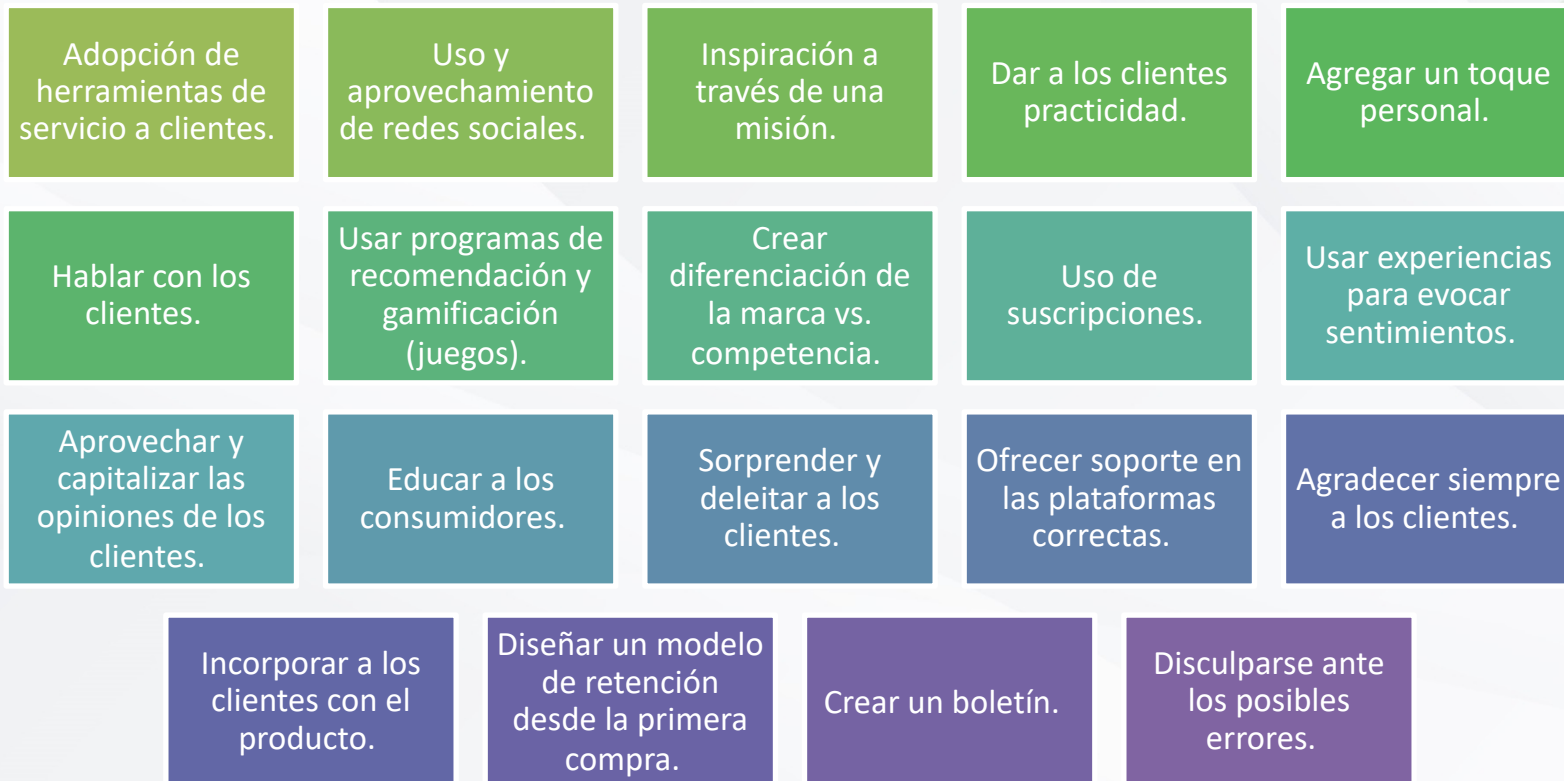 Adopción de
herramientas de
servicio a clientes.
Uso y
aprovechamiento
de redes sociales.
Inspiración a
través de una
misión.
Dar a los clientes
practicidad.
Agregar un toque
personal.
Hablar con los
clientes.
Usar programas de
recomendación y
gamificación
(juegos).
Crear
diferenciación de
la marca vs.
competencia.
Uso de
suscripciones.
Usar experiencias
para evocar
sentimientos.
Aprovechar y
capitalizar las
opiniones de los
clientes.
Educar a los
consumidores.
Sorprender y
deleitar a los
clientes.
Ofrecer soporte en
las plataformas
correctas.
Agradecer siempre
a los clientes.
Incorporar a los
clientes con el
producto.
Diseñar un modelo
de retención
desde la primera
compra.
Crear un boletín.
Disculparse ante
los posibles
errores.